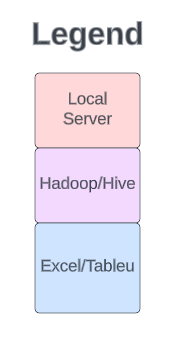 Legend
Local
Server
Hadoop/Hive
Excel/Tableu